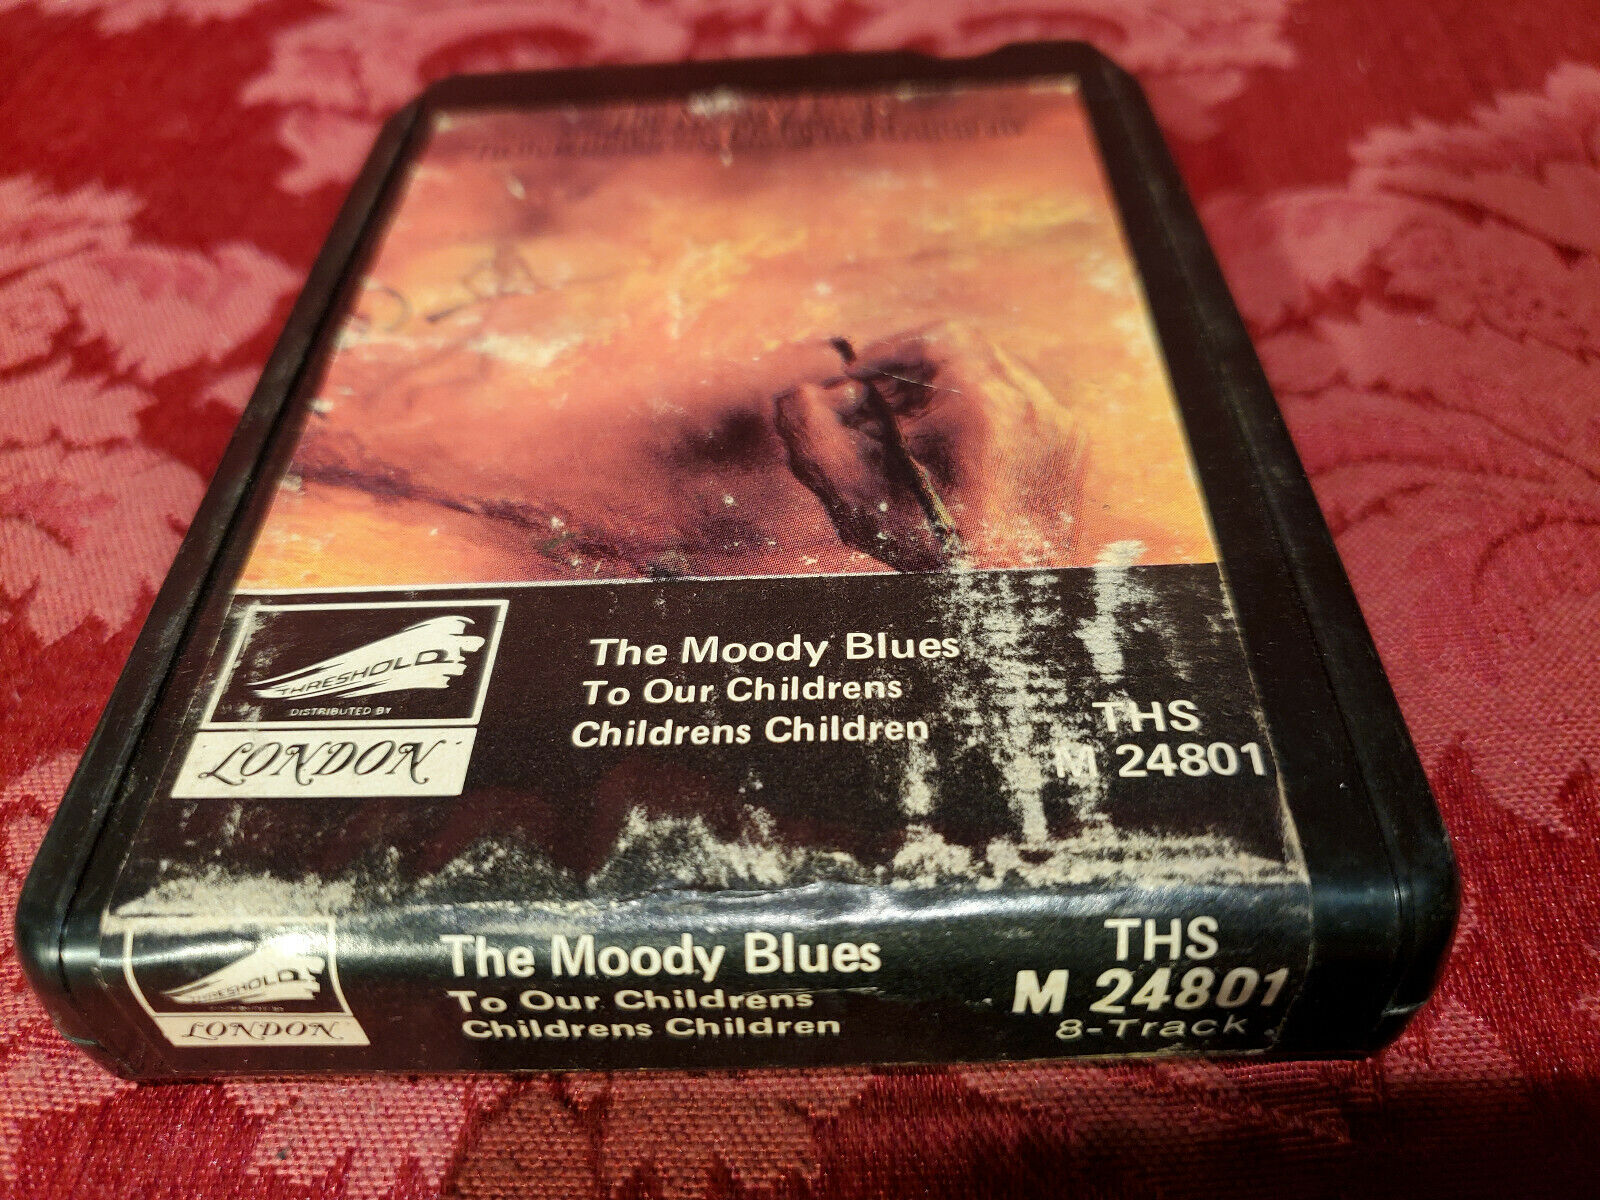 THRESHOLD
DISTRIBUTED BY
LONDON
The Moody Blues
To Our Childrens
Childrens Children
THS
M 24801
THRESHOLD
LONDON
The Moody Blues
To Our Childrens
Childrens Children
THS
M 24801
8-Track